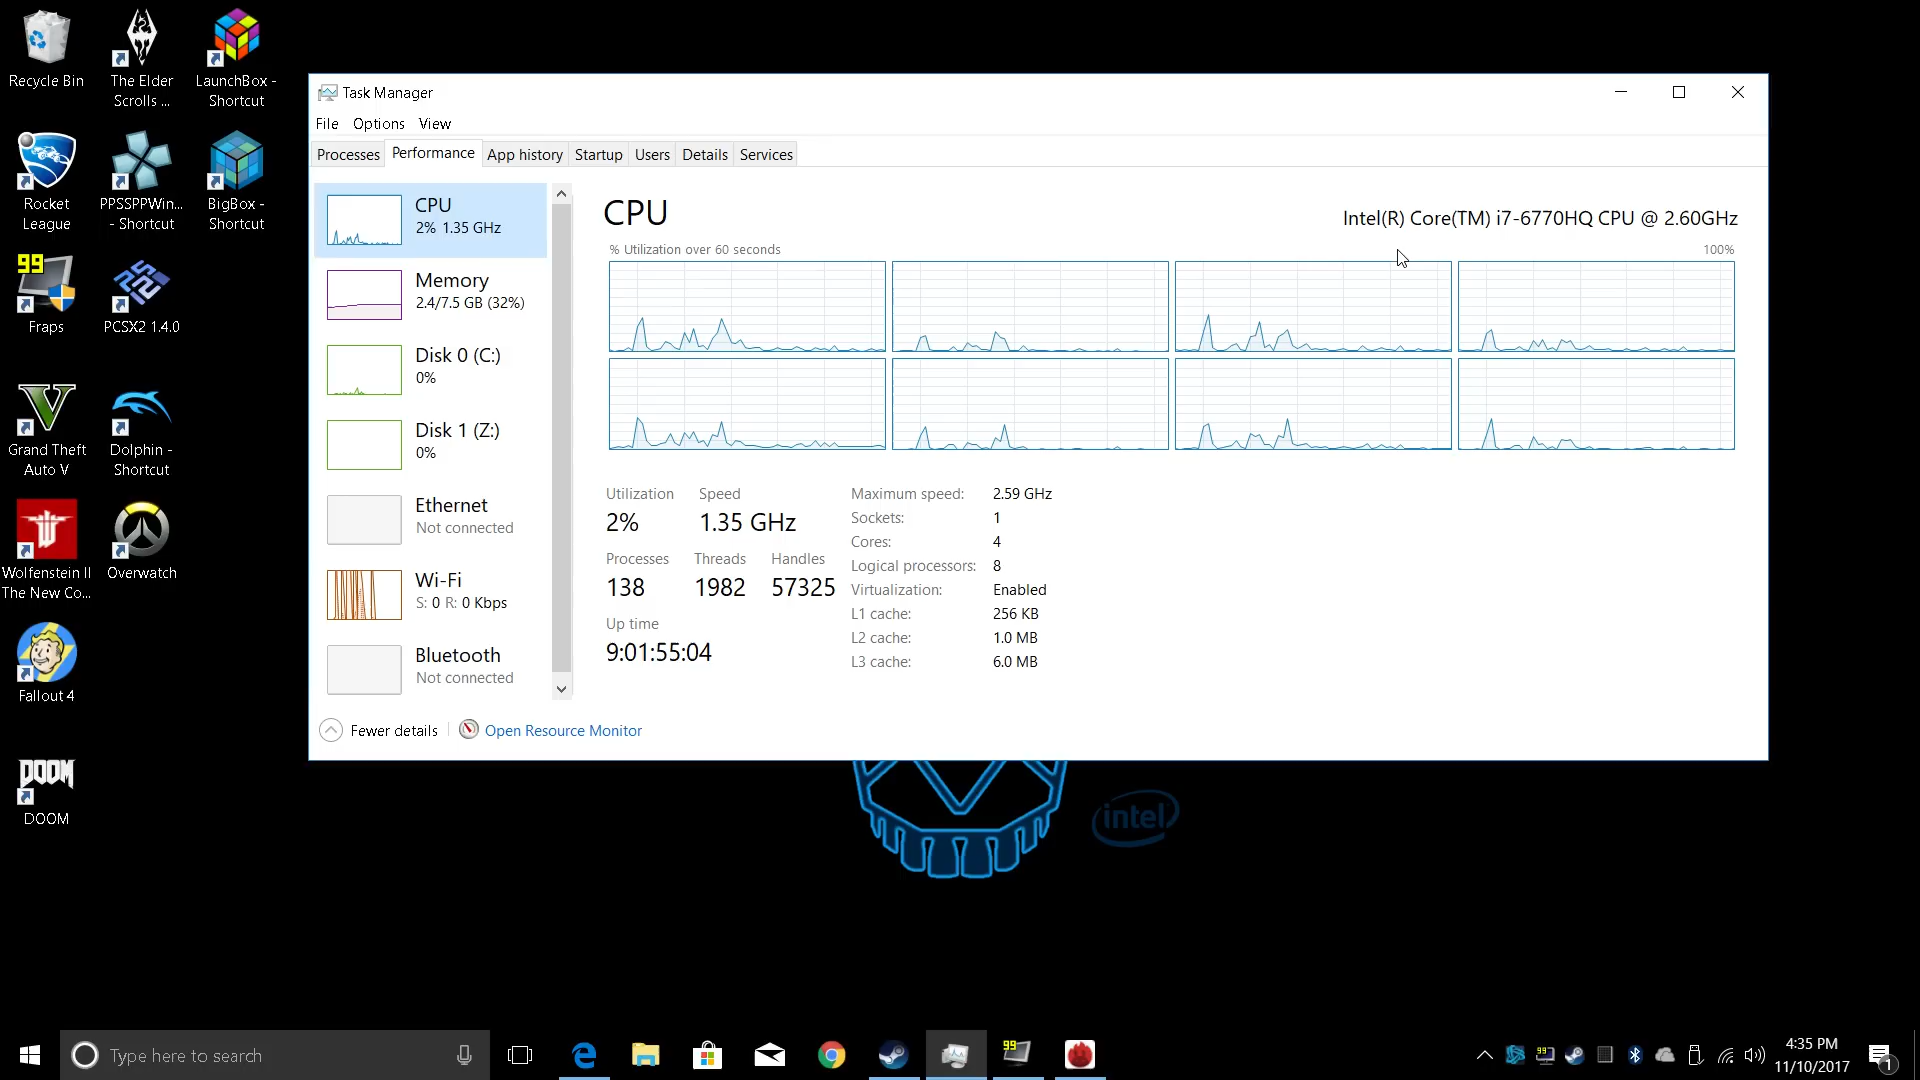 Recycle Bin
The Elder
Scrolls ...
LaunchBox -
Shortcut
Rocket
League
PPSSPPWin...
- Shortcut
BigBox -
Shortcut
99
Fraps
PCSX2 1.4.0
Grand Theft
Auto V
Dolphin -
Shortcut
Wolfenstein II
The New Co...
Overwatch
Fallout 4
DOOM
DOOM
Task Manager
File Options View
Processes Performance App history Startup Users Details Services
CPU
2% 1.35 GHz
Memory
2.4/7.5 GB (32%)
Disk 0 (C:)
0%
Disk 1 (Z:)
0%
Ethernet
Not connected
Wi-Fi
S: 0 R: 0 Kbps
Bluetooth
Not connected
CPU
Intel(R) Core(TM) i7-6770HQ CPU @ 2.60GHz
% Utilization over 60 seconds 100%
Utilization Speed
2% 1.35 GHz
Processes Threads Handles
138 1982 57325
Up time
9:01:55:04
Maximum speed: 2.59 GHz
Sockets: 1
Cores: 4
Logical processors: 8
Virtualization: Enabled
L1 cache: 256 KB
L2 cache: 1.0 MB
L3 cache: 6.0 MB
Fewer details Open Resource Monitor
intel
Type here to search
99
99
4:35 PM
11/10/2017
1